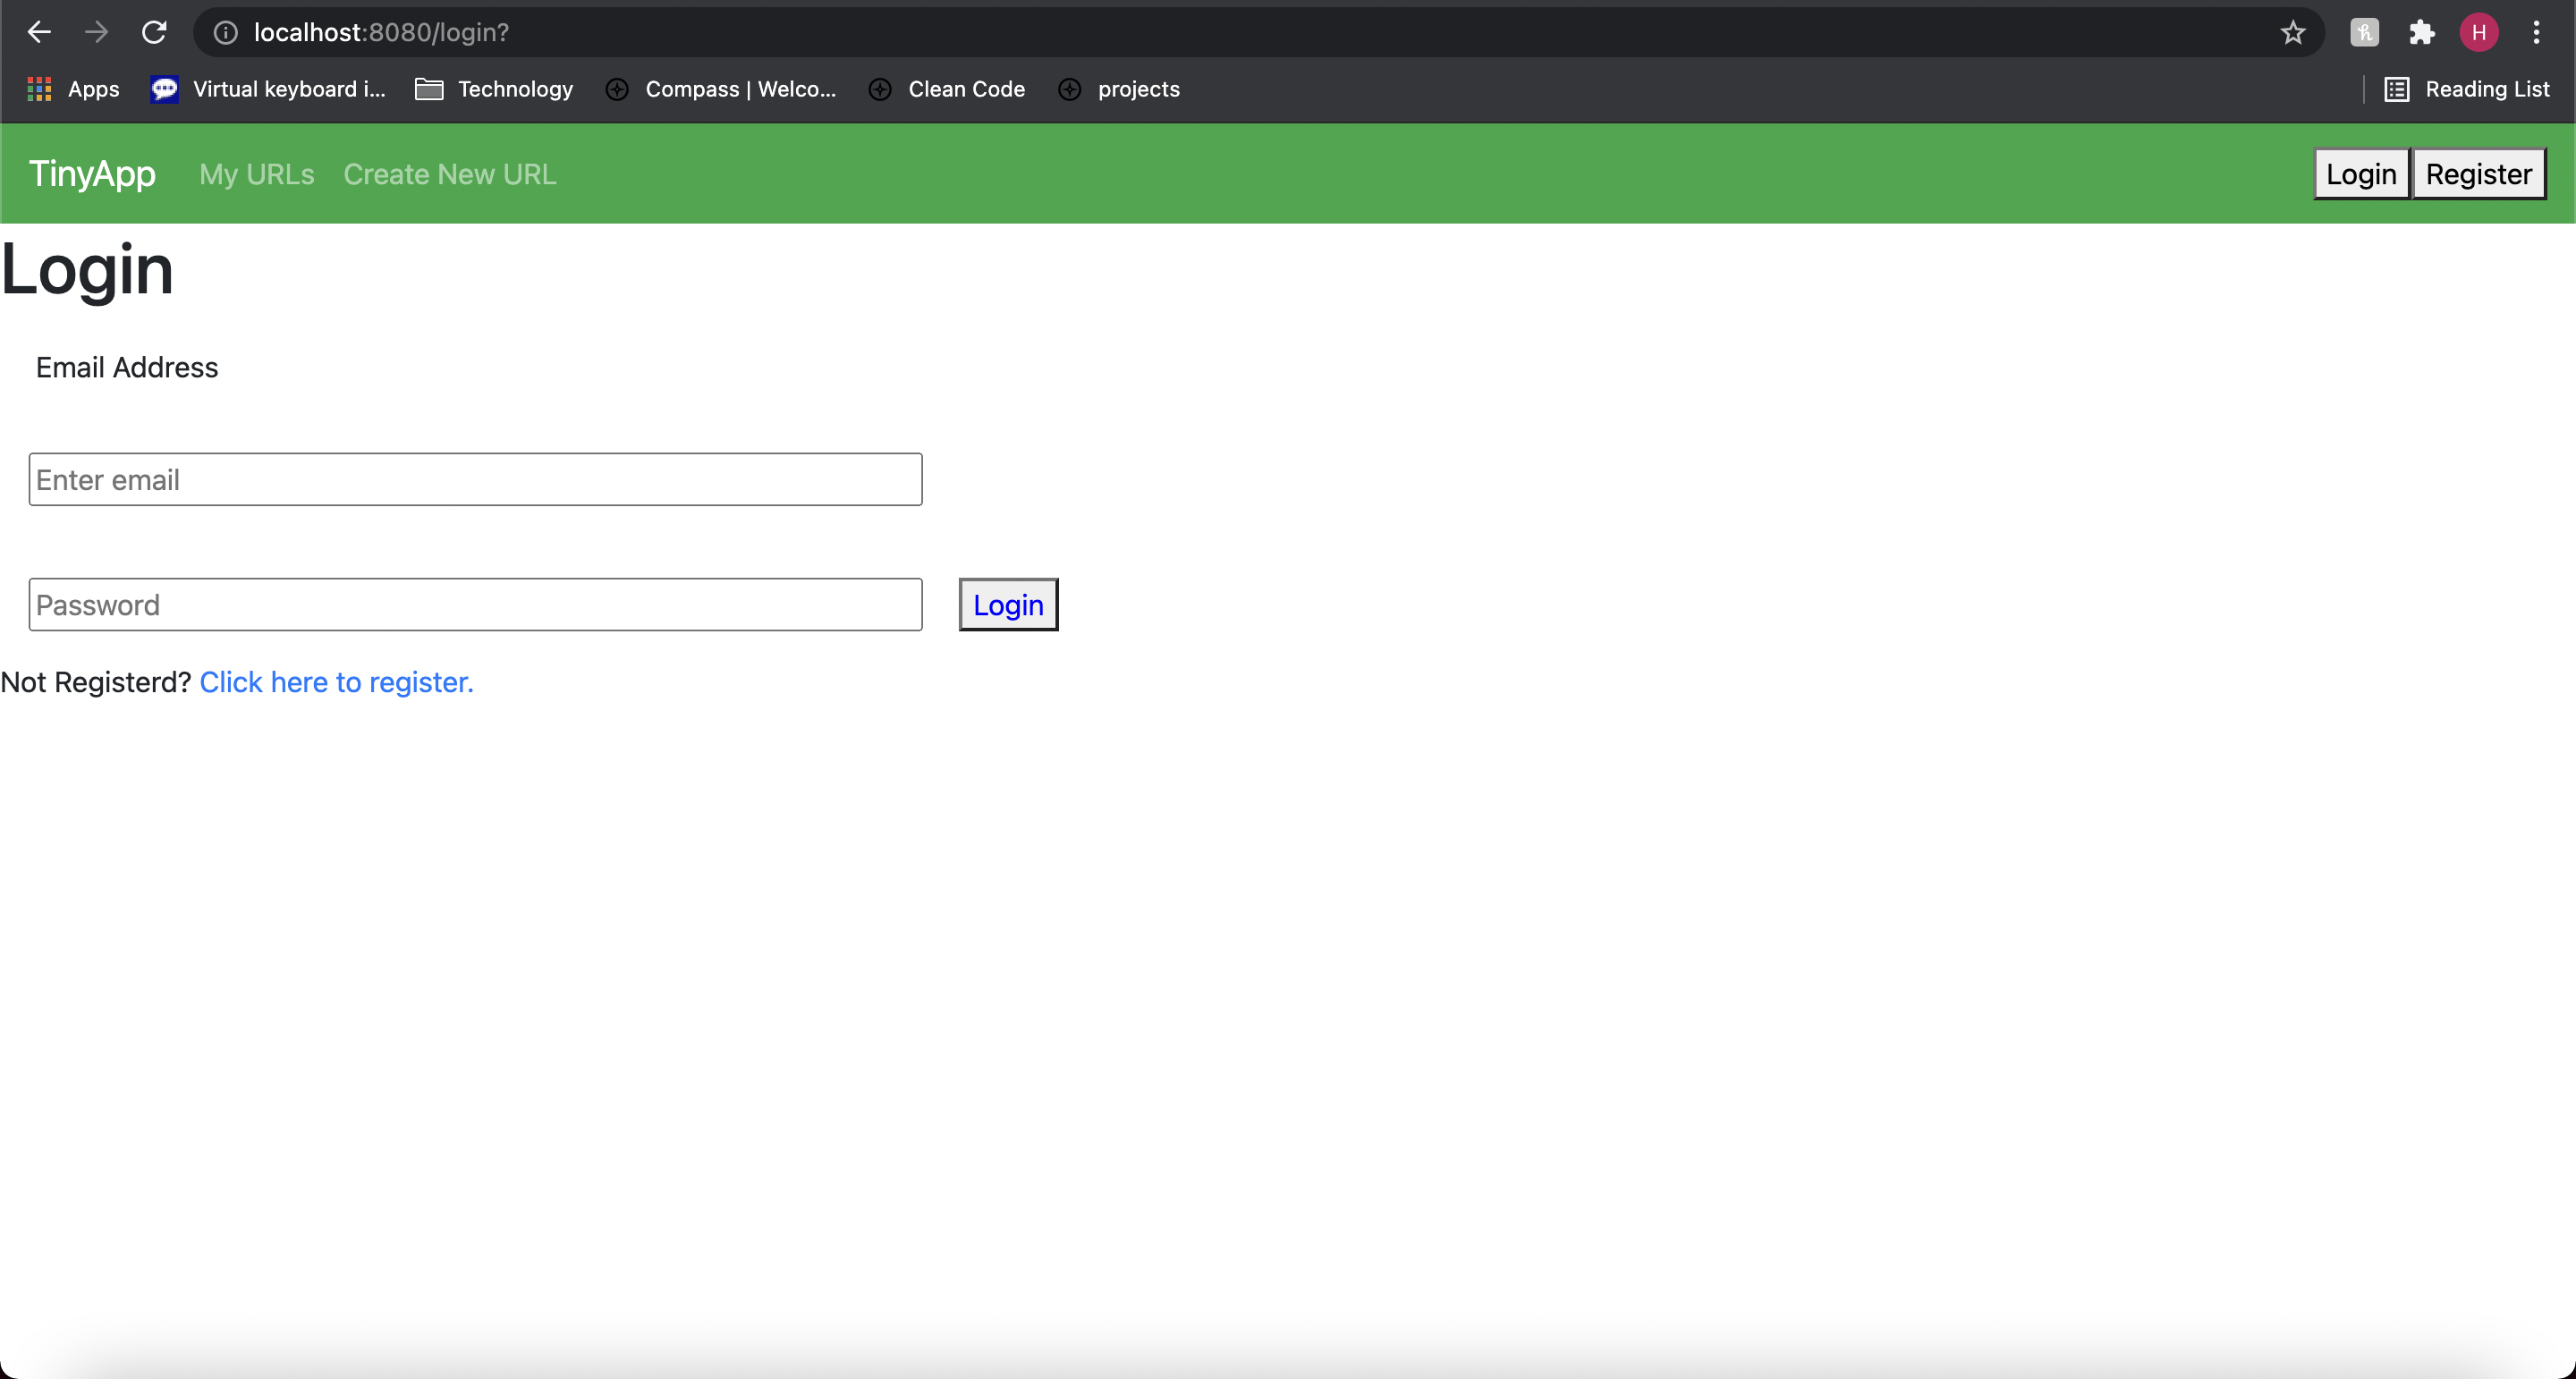 localhost:8080/login?
H
Apps
Virtual keyboard i...
Technology
Compass | Welco...
Clean Code
projects
Reading List
TinyApp
My URLs
Create New URL
Login
Register
Login
Email Address
Enter email
Password
Login
Not Registerd? Click here to register.